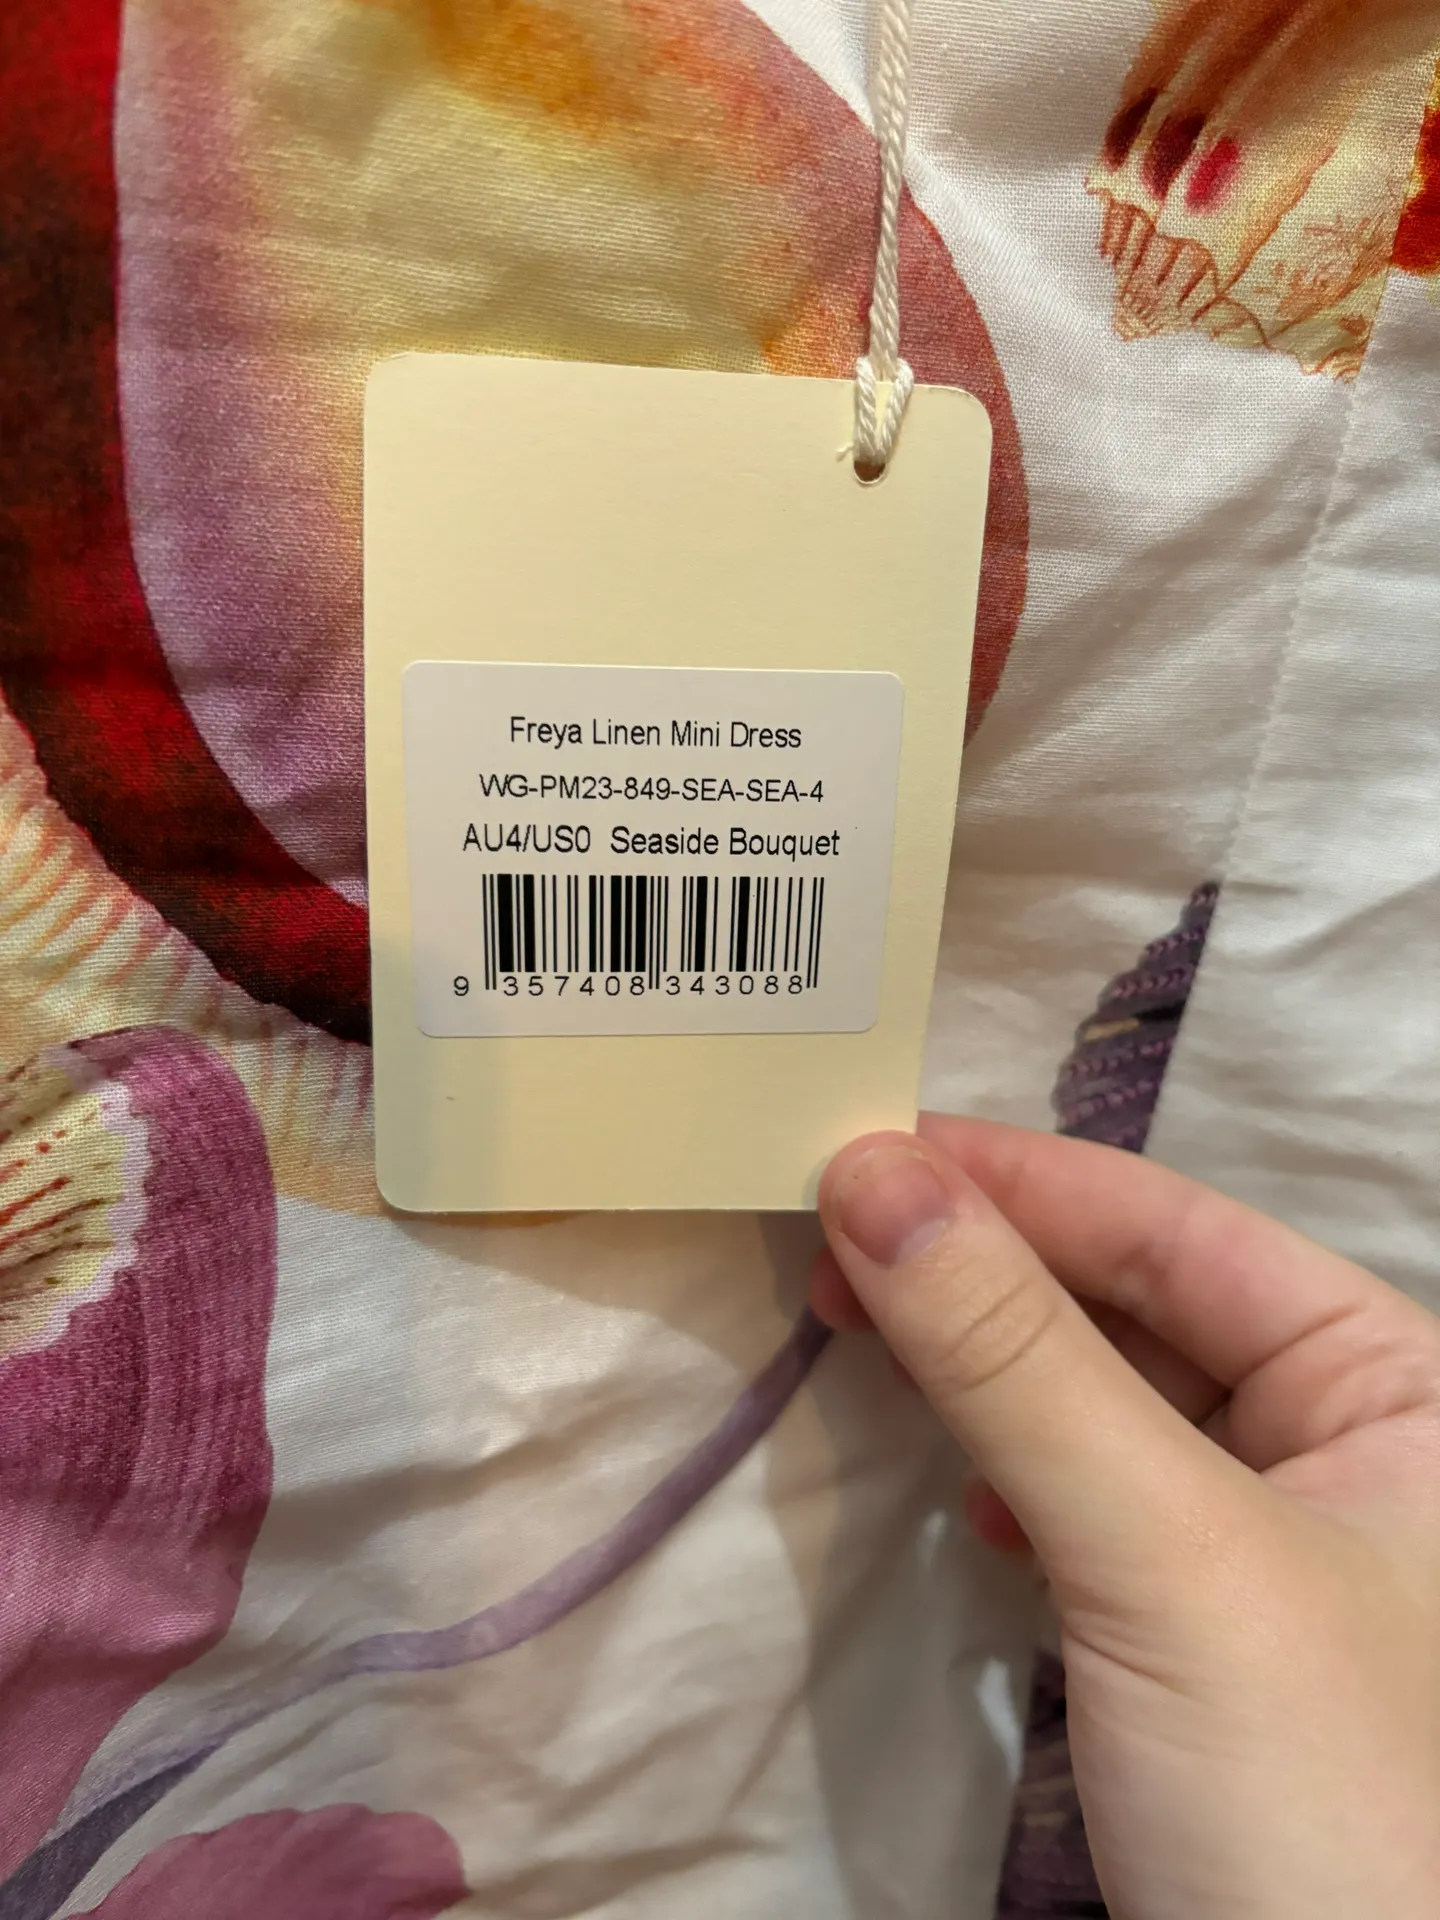 Freya Linen Mini Dress
WG-PM23-849-SEA-SEA-4
AU4/US0 Seaside Bouquet
9 357408 343088